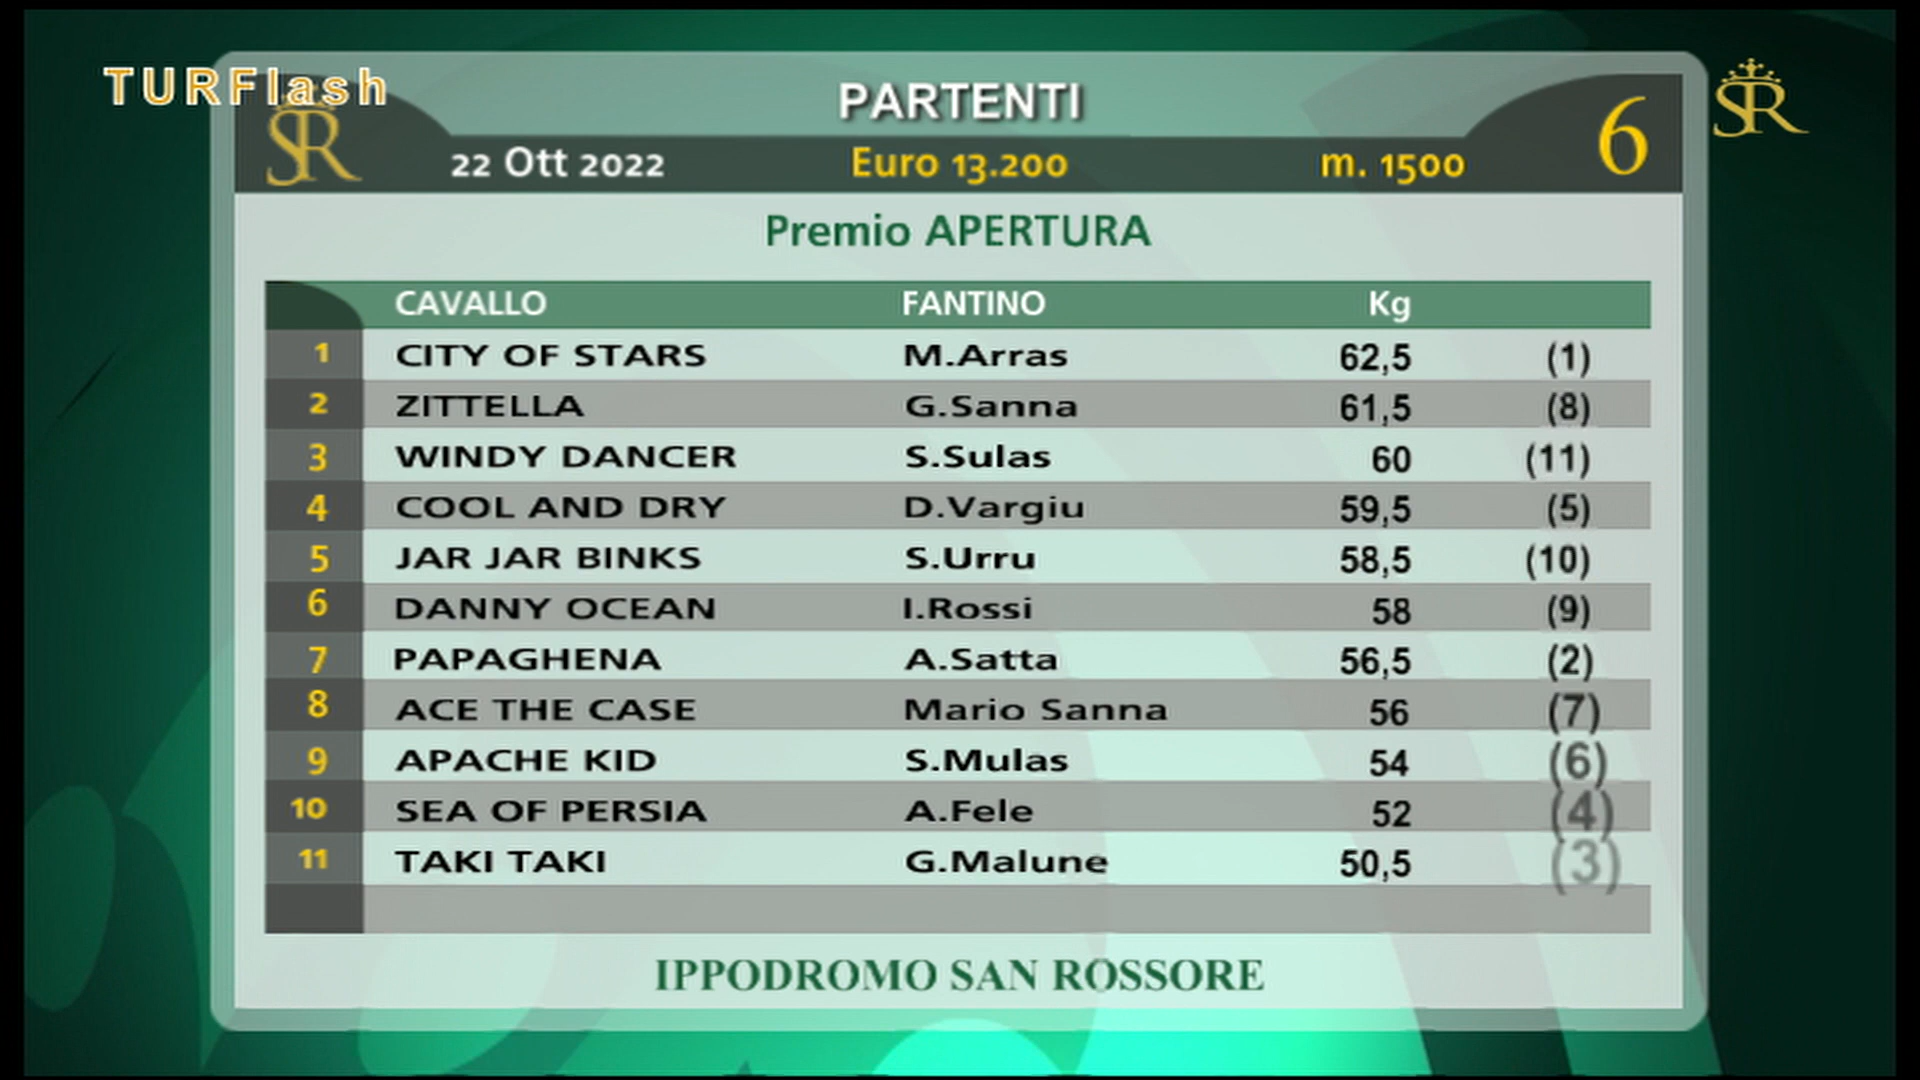 TURFlash
SR
PARTENTI
6
SR
22 Ott 2022 Euro 13.200 m. 1500
Premio APERTURA
CAVALLO FANTINO Kg
1 CITY OF STARS M.Arras 62,5 (1)
2 ZITTELLA G.Sanna 61,5 (8)
3 WINDY DANCER S.Sulas 60 (11)
4 COOL AND DRY D.Vargiu 59,5 (5)
5 JAR JAR BINKS S.Urru 58,5 (10)
6 DANNY OCEAN I.Rossi 58 (9)
7 PAPAGHENA A.Satta 56,5 (2)
8 ACE THE CASE Mario Sanna 56 (7)
9 APACHE KID S.Mulas 54 (6)
10 SEA OF PERSIA A.Fele 52 (4)
11 TAKI TAKI G.Malune 50,5 (3)
IPPODROMO SAN ROSSORE